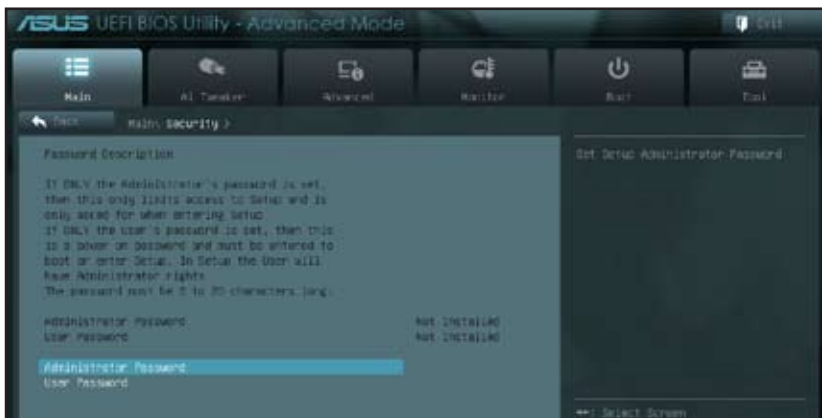 ASUS UEFI BIOS Utility - Advanced Mode
Exit
Main
Ai Tweaker
Advanced
Monitor
Boot
Tool
Back
Main\ Security >
Password Description
If ONLY the Administrator's password is set,
then this only limits access to Setup and is
only asked for when entering Setup
If ONLY the user's password is set, then this
is a power on password and must be entered to
boot or enter Setup. In Setup the User will
have Administrator rights
The password must be 3 to 20 characters long.
Administrator Password
Not Installed
User Password
Not Installed
Administrator Password
User Password
Set Setup Administrator Password
: Select Screen